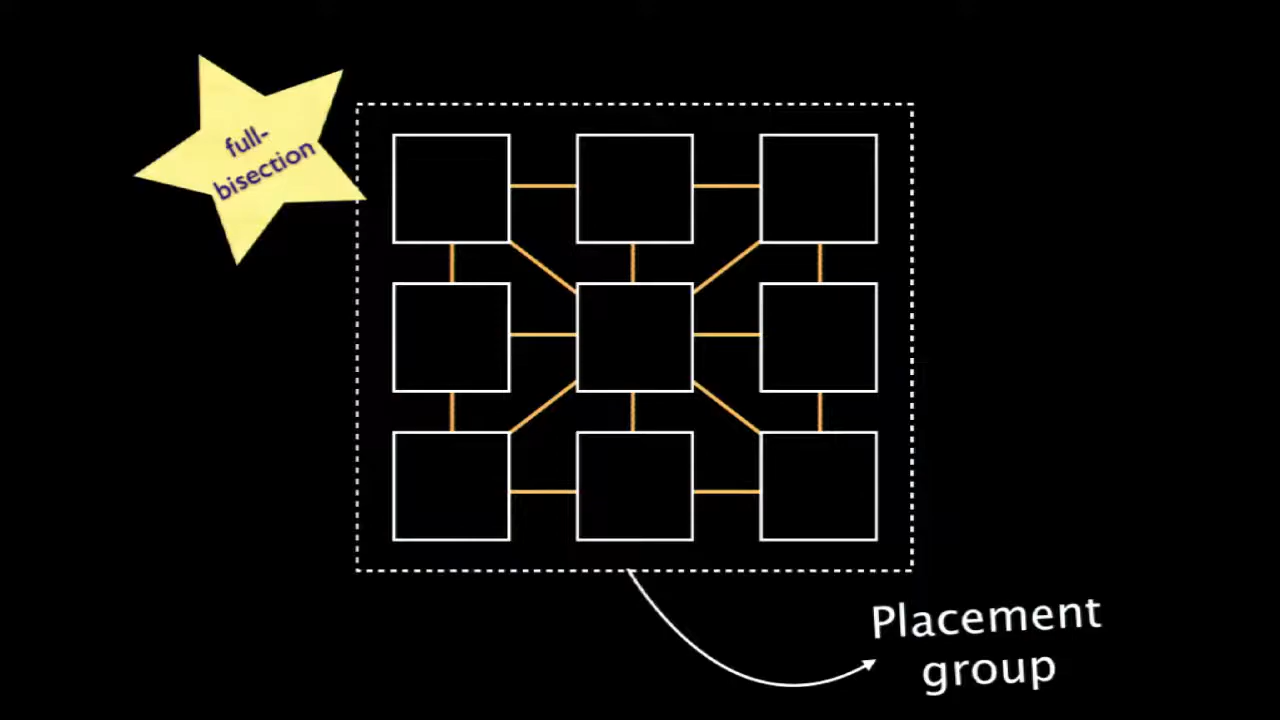 full-
bisection
Placement
group